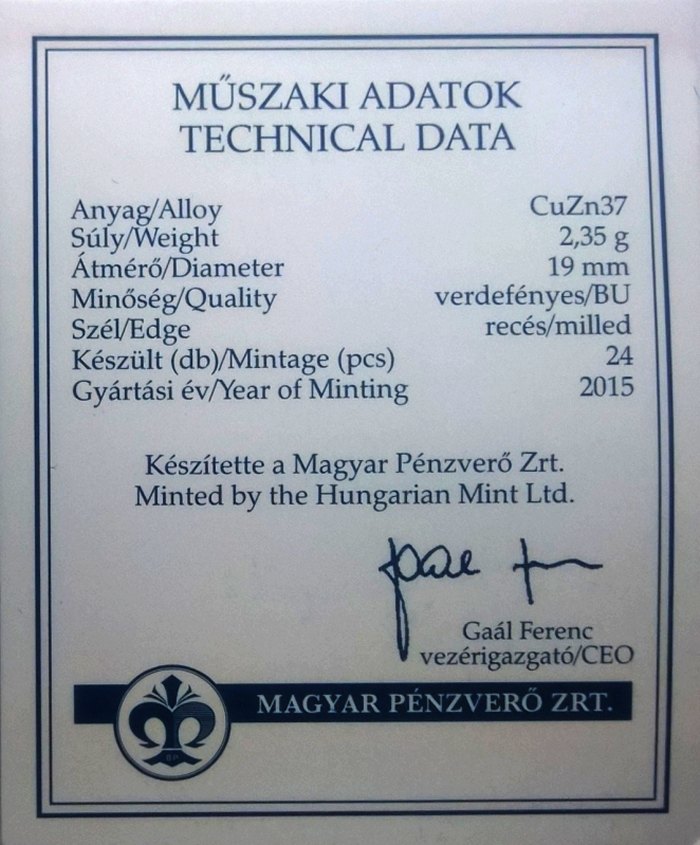 MŰSZAKI ADATOK
TECHNICAL DATA
Anyag/Alloy CuZn37
Súly/Weight 2,35 g
Átmérő/Diameter 19 mm
Minőség/Quality verdefényes/BU
Szél/Edge recés/milled
Készült (db)/Mintage (pcs) 24
Gyártási év/Year of Minting 2015
Készítette a Magyar Pénzverő Zrt.
Minted by the Hungarian Mint Ltd.
Gaál Ferenc
vezérigazgató/CEO
MAGYAR PÉNZVERŐ ZRT.
BP.